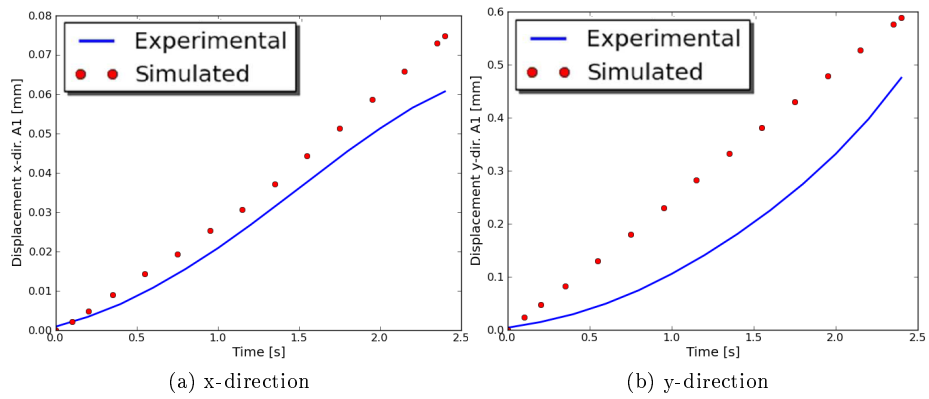 Experimental
Simulated
Displacement x-dir. A1 [mm]
0.08
0.07
0.06
0.05
0.04
0.03
0.02
0.01
0.00
0.0 0.5 1.0 1.5 2.0 2.5
Time [s]
(a) x-direction
Experimental
Simulated
Displacement y-dir. A1 [mm]
0.6
0.5
0.4
0.3
0.2
0.1
0.0
0.0 0.5 1.0 1.5 2.0 2.5
Time [s]
(b) y-direction